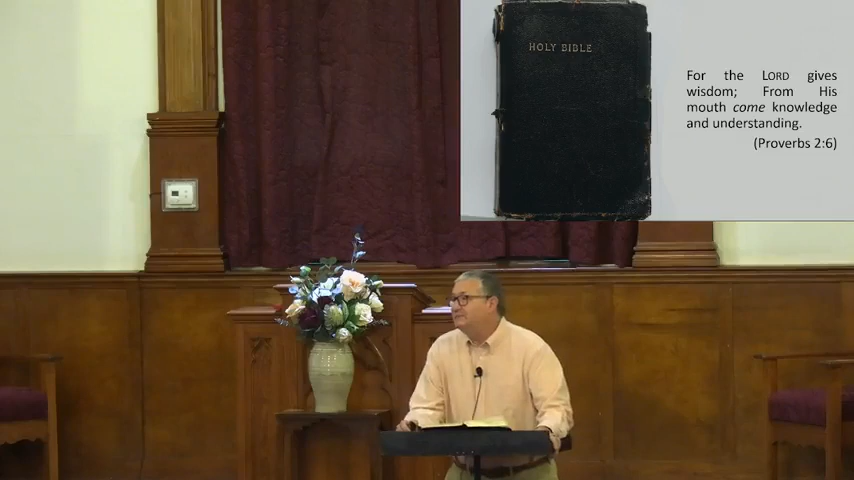 HOLY BIBLE
For the LORD gives
wisdom; From His
mouth come knowledge
and understanding.
(Proverbs 2:6)